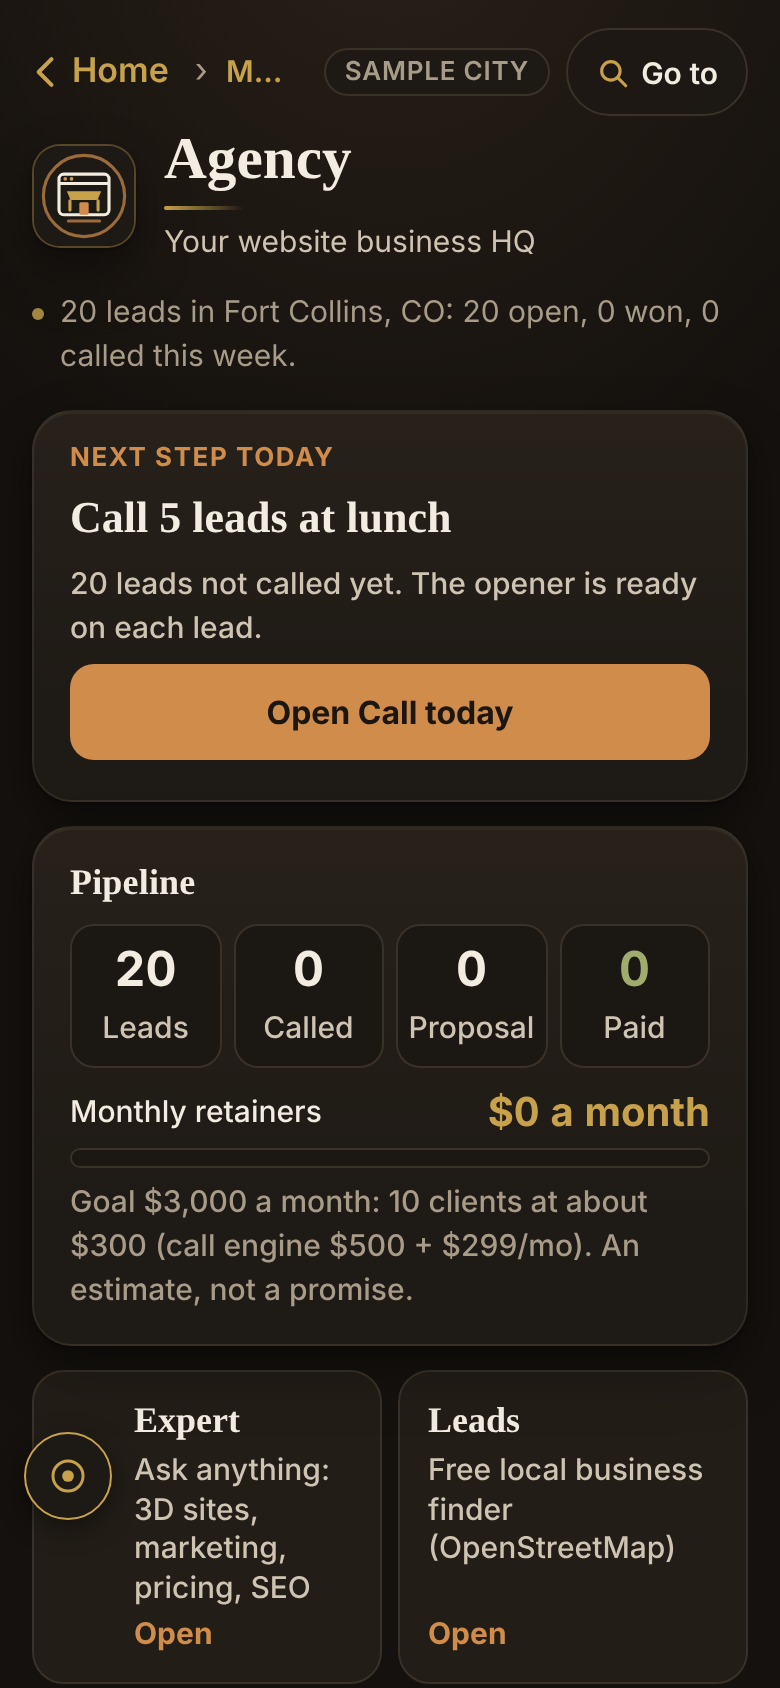 Home › M...
SAMPLE CITY
Go to
Agency
Your website business HQ
20 leads in Fort Collins, CO: 20 open, 0 won, 0
called this week.
NEXT STEP TODAY
Call 5 leads at lunch
20 leads not called yet. The opener is ready
on each lead.
Open Call today
Pipeline
20
Leads
0
Called
0
Proposal
0
Paid
Monthly retainers
$0 a month
Goal $3,000 a month: 10 clients at about
$300 (call engine $500 + $299/mo). An
estimate, not a promise.
Expert
Ask anything:
3D sites,
marketing,
pricing, SEO
Open
Leads
Free local business
finder
(OpenStreetMap)
Open